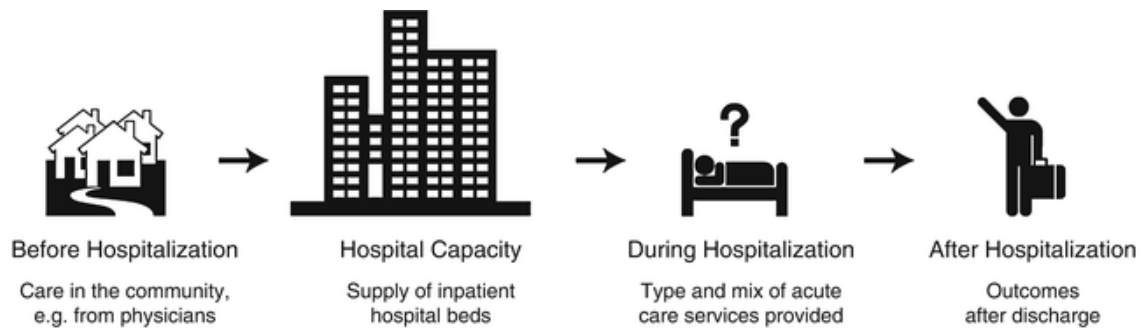 ?
Before Hospitalization
Care in the community,
e.g. from physicians
Hospital Capacity
Supply of inpatient
hospital beds
During Hospitalization
Type and mix of acute
care services provided
After Hospitalization
Outcomes
after discharge